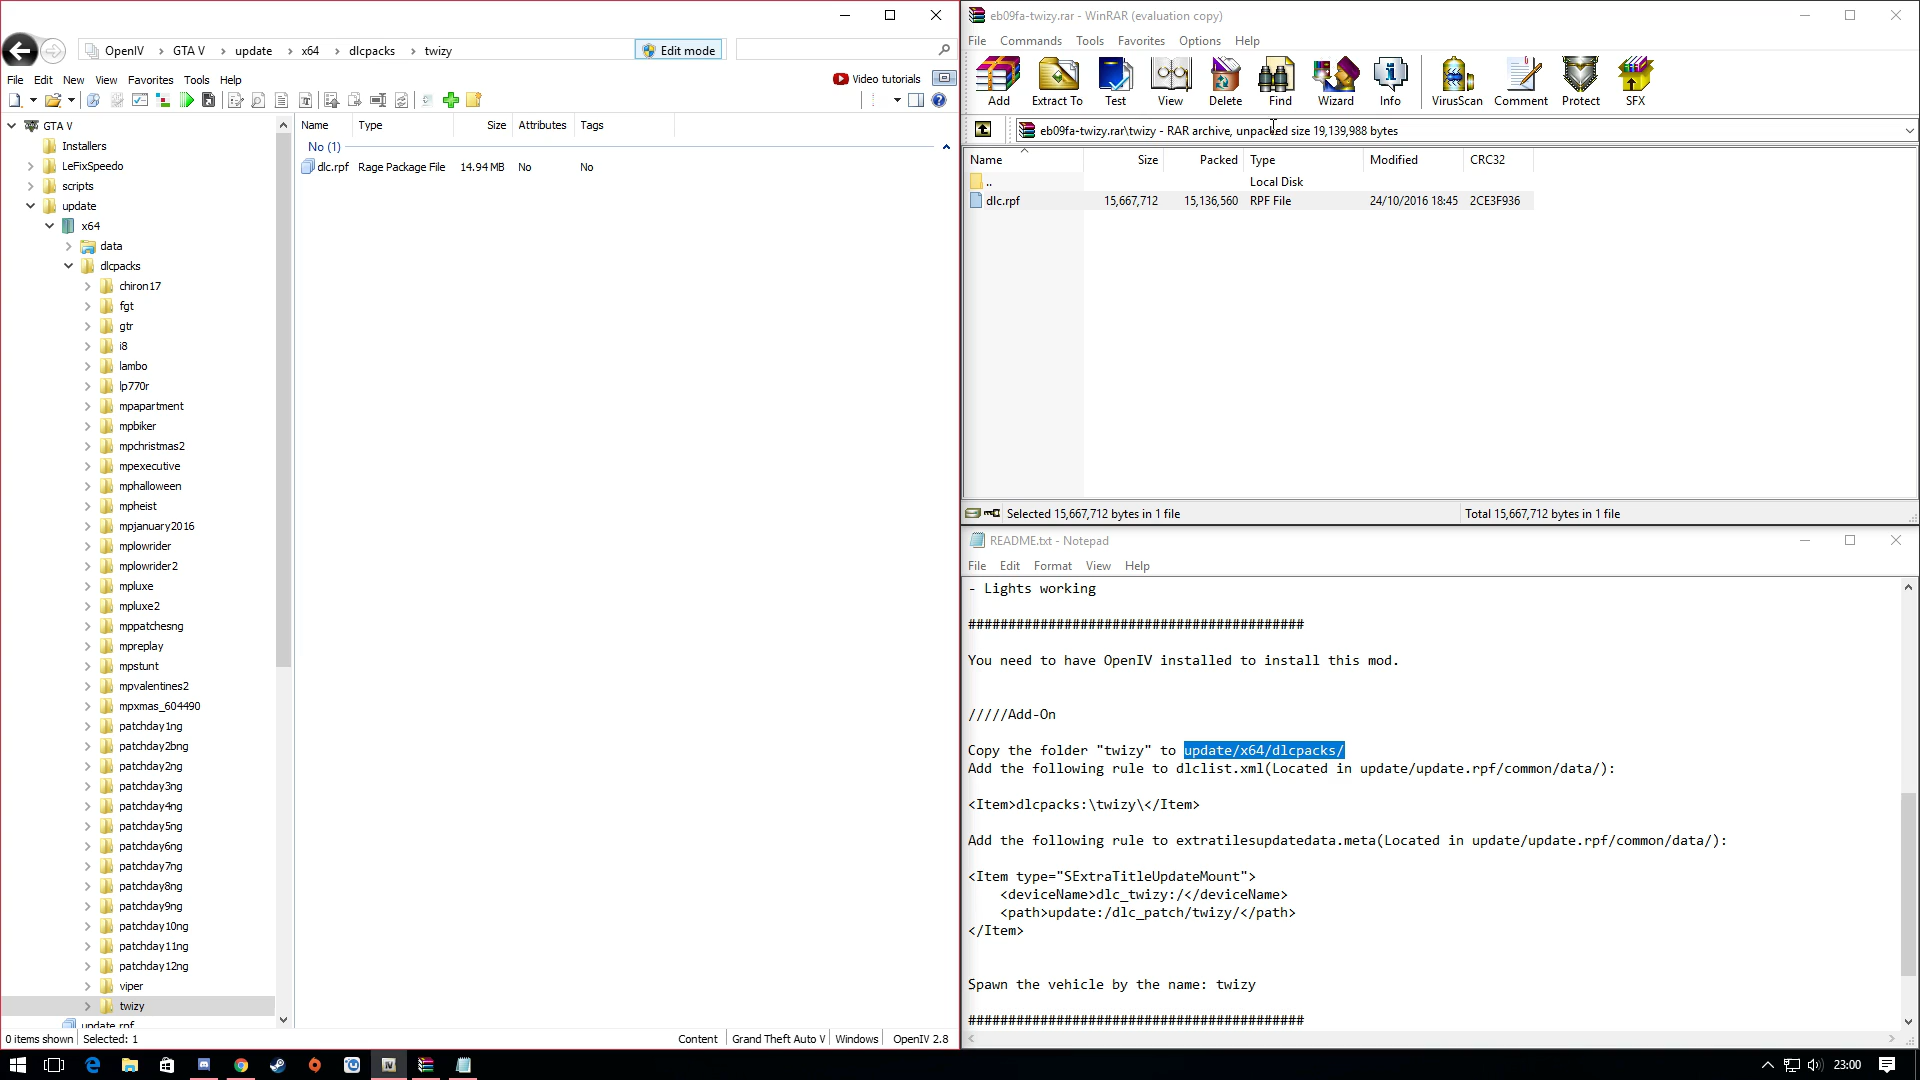 OpenIV > GTA V > update > x64 > dlcpacks > twizy
Edit mode
File Edit New View Favorites Tools Help
Video tutorials
GTA V
Installers
LeFixSpeedo
scripts
update
x64
data
dlcpacks
chiron17
fgt
gtr
i8
lambo
lp770r
mpapartment
mpbiker
mpchristmas2
mpexecutive
mphalloween
mpheist
mpjanuary2016
mplowrider
mplowrider2
mpluxe
mpluxe2
mppatchesng
mpreplay
mpstunt
mpvalentines2
mpxmas_604490
patchday1ng
patchday2bng
patchday2ng
patchday3ng
patchday4ng
patchday5ng
patchday6ng
patchday7ng
patchday8ng
patchday9ng
patchday10ng
patchday11ng
patchday12ng
viper
twizy
update.rpf
Name Type Size Attributes Tags
No (1)
dlc.rpf Rage Package File 14.94 MB No No
0 items shown Selected: 1 Content Grand Theft Auto V Windows OpenIV 2.8
eb09fa-twizy.rar - WinRAR (evaluation copy)
File Commands Tools Favorites Options Help
Add Extract To Test View Delete Find Wizard Info VirusScan Comment Protect SFX
eb09fa-twizy.rar\twizy - RAR archive, unpacked size 19,139,988 bytes
Name Size Packed Type Modified CRC32
.. Local Disk
dlc.rpf 15,667,712 15,136,560 RPF File 24/10/2016 18:45 2CE3F936
Selected 15,667,712 bytes in 1 file Total 15,667,712 bytes in 1 file
README.txt - Notepad
File Edit Format View Help
- Lights working
##########################################
You need to have OpenIV installed to install this mod.
/////Add-On
Copy the folder "twizy" to update/x64/dlcpacks/
Add the following rule to dlclist.xml(Located in update/update.rpf/common/data/):
<Item>dlcpacks:\twizy\</Item>
Add the following rule to extratilesupdatedata.meta(Located in update/update.rpf/common/data/):
<Item type="SExtraTitleUpdateMount">
<deviceName>dlc_twizy:/</deviceName>
<path>update:/dlc_patch/twizy/</path>
</Item>
Spawn the vehicle by the name: twizy
##########################################
23:00